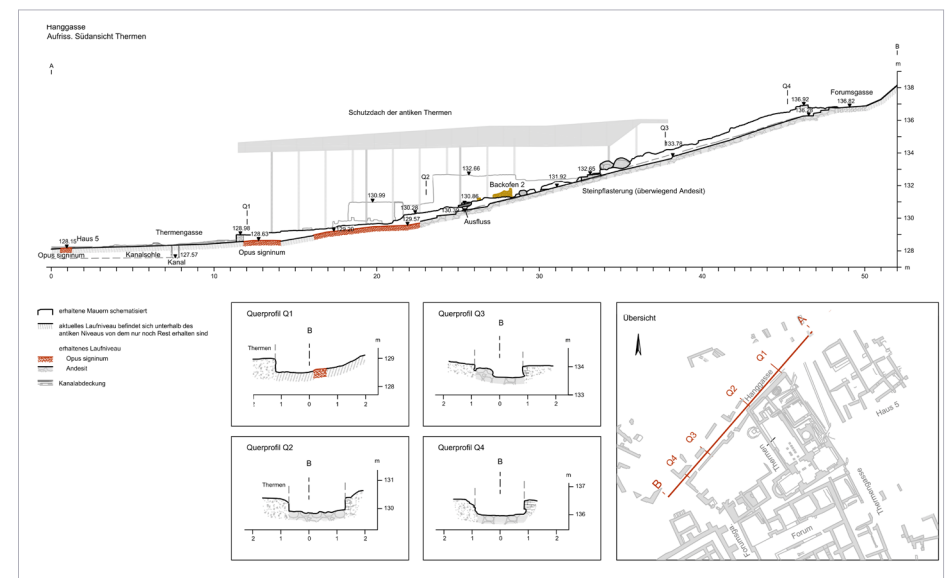 Hanggasse
Aufriss. Südansicht Thermen
A
B
m
Q4
Forumsgasse
138
136.92
136.82
136
Schutzdach der antiken Thermen
Q3
133.78
134
Q2
132.66
132.65
131.92
132
Backofen 2
Steinpflasterung (überwiegend Andesit)
130.99
130.86
130.28
Ausfluss
130
Q1
129.57
129.20
128.98
128.63
Thermengasse
Haus 5
128.15
Opus signinum
Kanalsohle
127.57
Kanal
Opus signinum
128
m
0 10 20 30 40 50
erhaltene Mauern schematisiert
aktuelles Laufniveau befindet sich unterhalb des
antiken Niveaus von dem nur noch Rest erhalten sind
erhaltenes Laufniveau
Opus signinum
Andesit
Kanalabdeckung
Querprofil Q1
B
m
Thermen
129
128
1 0 1 2
Querprofil Q3
B
m
134
133
2 1 0 1 2
Querprofil Q2
B
m
Thermen
131
130
2 1 0 1 2
Querprofil Q4
B
m
137
136
2 1 0 1 2
Übersicht
A
Q1
Hanggasse
Q2
Haus 5
Q3
Thermen
Q4
B
Thermengasse
Forum